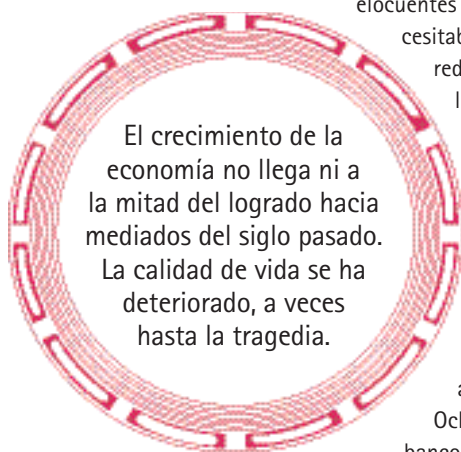 elocuentes
El crecimiento de la
economía no llega ni a
la mitad del logrado hacia
mediados del siglo pasado.
La calidad de vida se ha
deteriorado, a veces
hasta la tragedia.